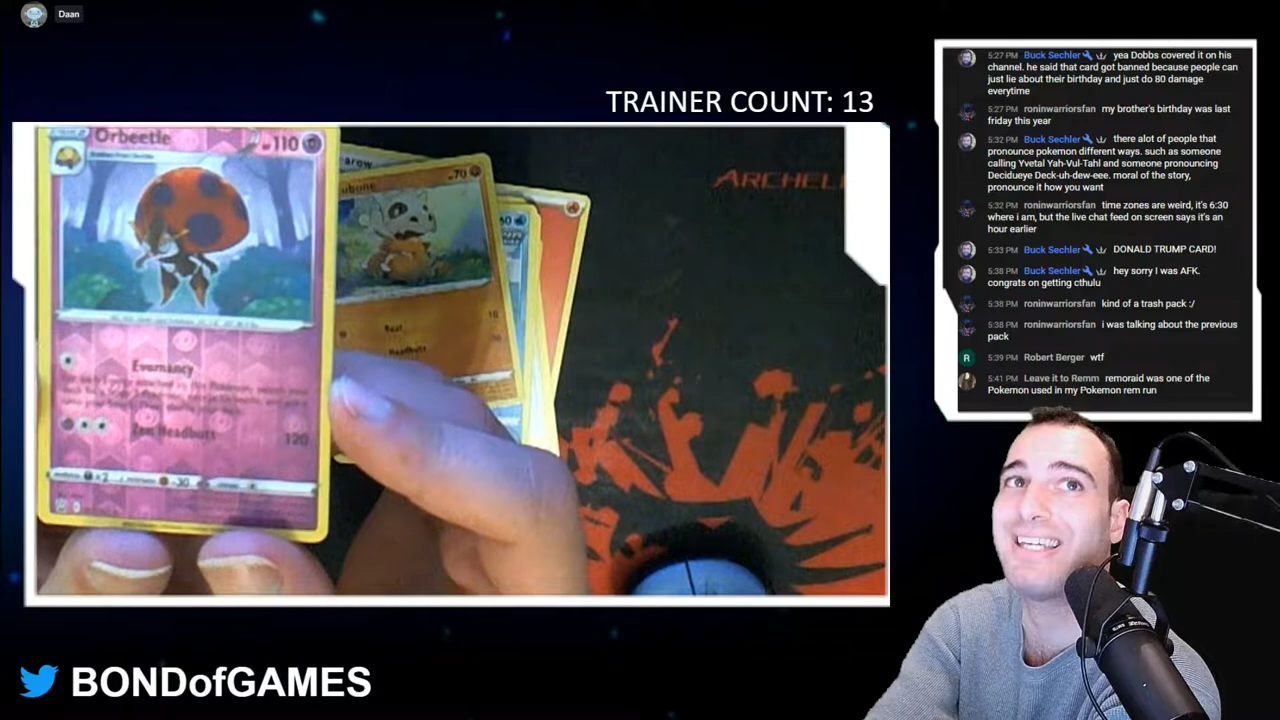 Daan
TRAINER COUNT: 13
Orbeetle
110
120
x2
-30
70
ARCHEL
BONDofGAMES
5:27 PM Buck Sechler yea Dobbs covered it on his
channel. he said that card got banned because people can
just lie about their birthday and just do 80 damage
everytime
5:27 PM roninwarriorsfan my brother's birthday was last
friday this year
5:32 PM Buck Sechler there alot of people that
pronounce pokemon different ways. such as someone
calling Yvetal Yah-Vul-Tahl and someone pronouncing
Decidueye Deck-uh-dew-eee. moral of the story,
pronounce it how you want
5:32 PM roninwarriorsfan time zones are weird, it's 6:30
where i am, but the live chat feed on screen says it's an
hour earlier
5:33 PM Buck Sechler DONALD TRUMP CARD!
5:38 PM Buck Sechler hey sorry I was AFK.
congrats on getting cthulu
5:38 PM roninwarriorsfan kind of a trash pack :/
5:38 PM roninwarriorsfan i was talking about the previous
pack
R 5:39 PM Robert Berger wtf
5:41 PM Leave it to Remm remoraid was one of the
Pokemon used in my Pokemon rem run